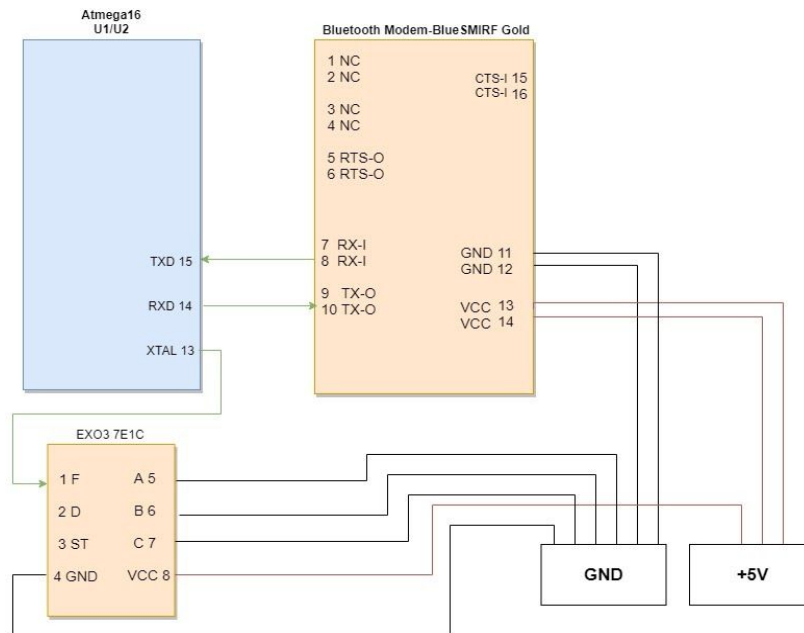 Atmega16
U1/U2
TXD 15
RXD 14
XTAL 13
Bluetooth Modem-BlueSMIRF Gold
1 NC
2 NC
3 NC
4 NC
5 RTS-O
6 RTS-O
7 RX-I
8 RX-I
9 TX-O
10 TX-O
CTS-I 15
CTS-I 16
GND 11
GND 12
VCC 13
VCC 14
EXO3 7E1C
1 F
2 D
3 ST
4 GND
A 5
B 6
C 7
VCC 8
GND
+5V